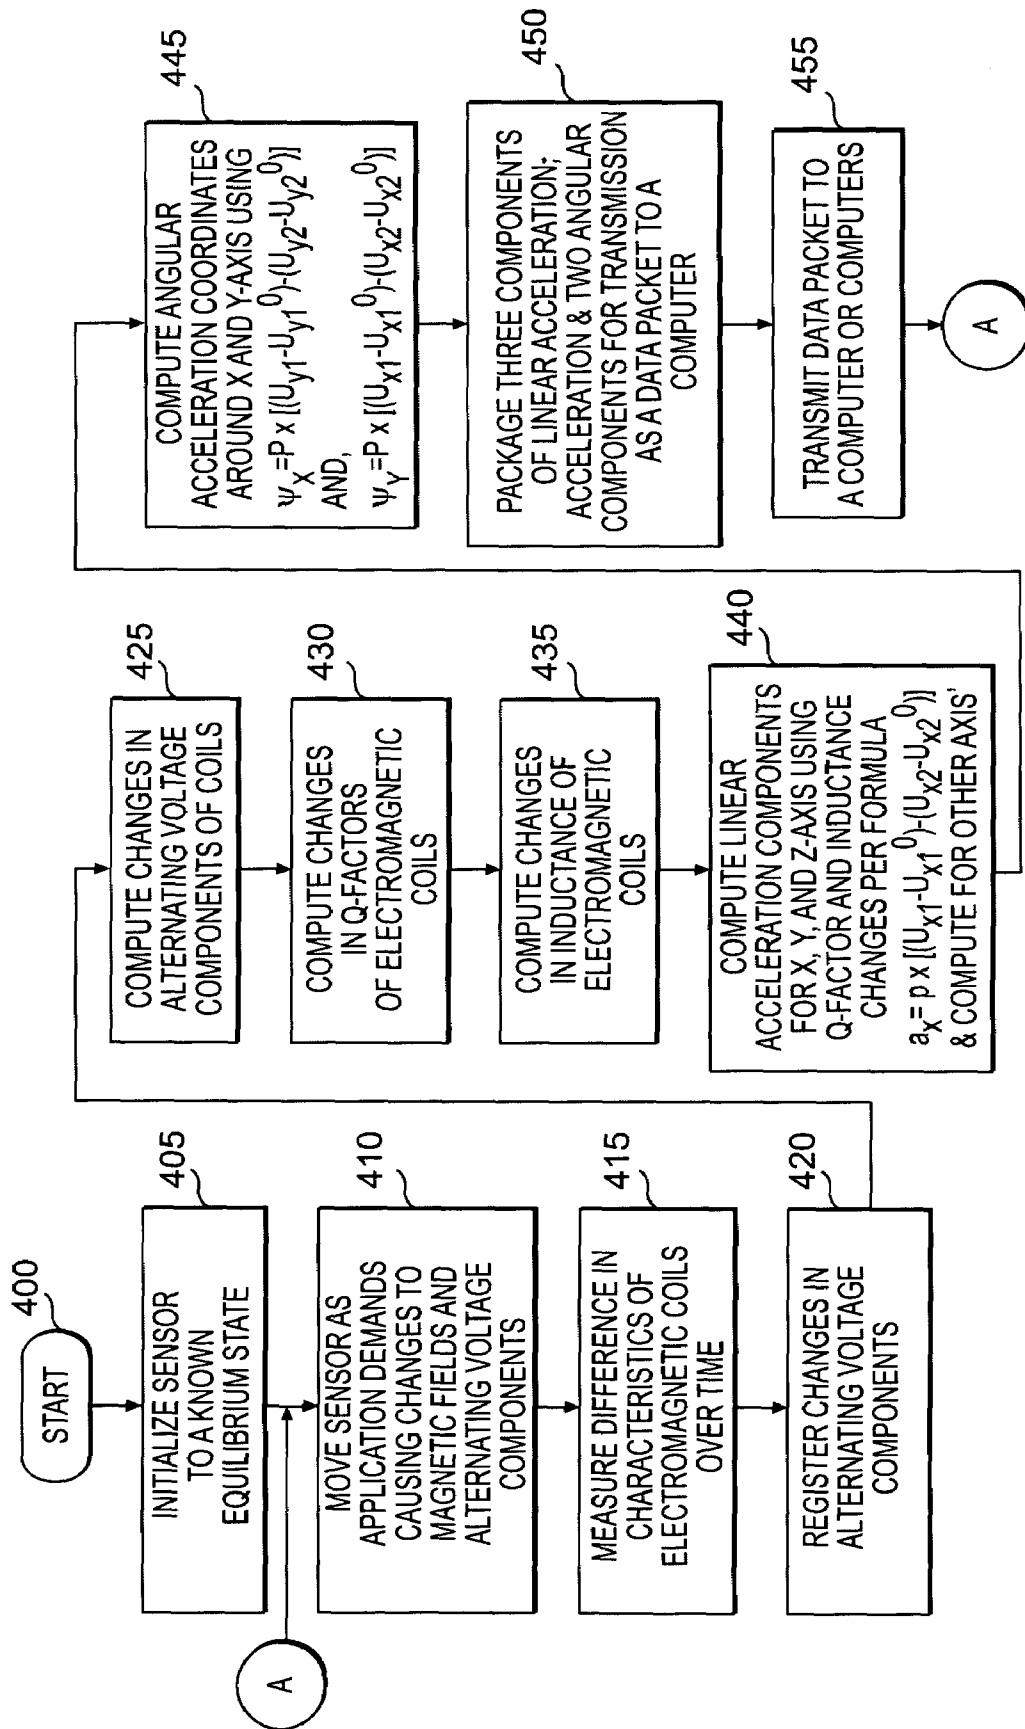 START
400
INITIALIZE SENSOR
TO A KNOWN
EQUILIBRIUM STATE
405
A
MOVE SENSOR AS
APPLICATION DEMANDS
CAUSING CHANGES TO
MAGNETIC FIELDS AND
ALTERNATING VOLTAGE
COMPONENTS
410
MEASURE DIFFERENCE IN
CHARACTERISTICS OF
ELECTROMAGNETIC COILS
OVER TIME
415
REGISTER CHANGES IN
ALTERNATING VOLTAGE
COMPONENTS
420
COMPUTE CHANGES IN
ALTERNATING VOLTAGE
COMPONENTS OF COILS
425
COMPUTE CHANGES
IN Q-FACTORS
OF ELECTROMAGNETIC
COILS
430
COMPUTE CHANGES
IN INDUCTANCE OF
ELECTROMAGNETIC
COILS
435
COMPUTE LINEAR
ACCELERATION COMPONENTS
FOR X, Y, AND Z-AXIS USING
Q-FACTOR AND INDUCTANCE
CHANGES PER FORMULA
a_X = p x [(U_x1-U_x1^0)-(U_x2-U_x2^0)]
& COMPUTE FOR OTHER AXIS'
440
COMPUTE ANGULAR
ACCELERATION COORDINATES
AROUND X AND Y-AXIS USING
Ψ_X=P x [(U_y1-U_y1^0)-(U_y2-U_y2^0)]
AND,
Ψ_Y=P x [(U_x1-U_x1^0)-(U_x2-U_x2^0)]
445
PACKAGE THREE COMPONENTS
OF LINEAR ACCELERATION;
ACCELERATION & TWO ANGULAR
COMPONENTS FOR TRANSMISSION
AS A DATA PACKET TO A
COMPUTER
450
TRANSMIT DATA PACKET TO
A COMPUTER OR COMPUTERS
455
A